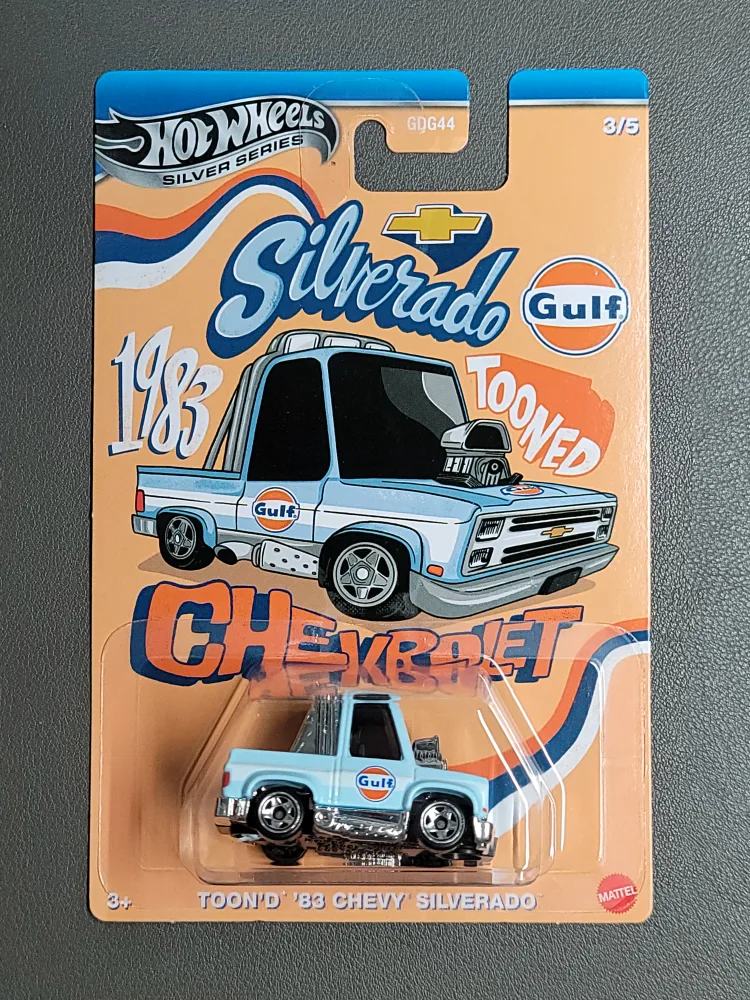 HOT WHEELS
SILVER SERIES
GDG44
3/5
Silverado
Gulf
1983
TOONED
Gulf
CHEVROLET
Gulf
3+
TOON'D '83 CHEVY SILVERADO™
MATTEL